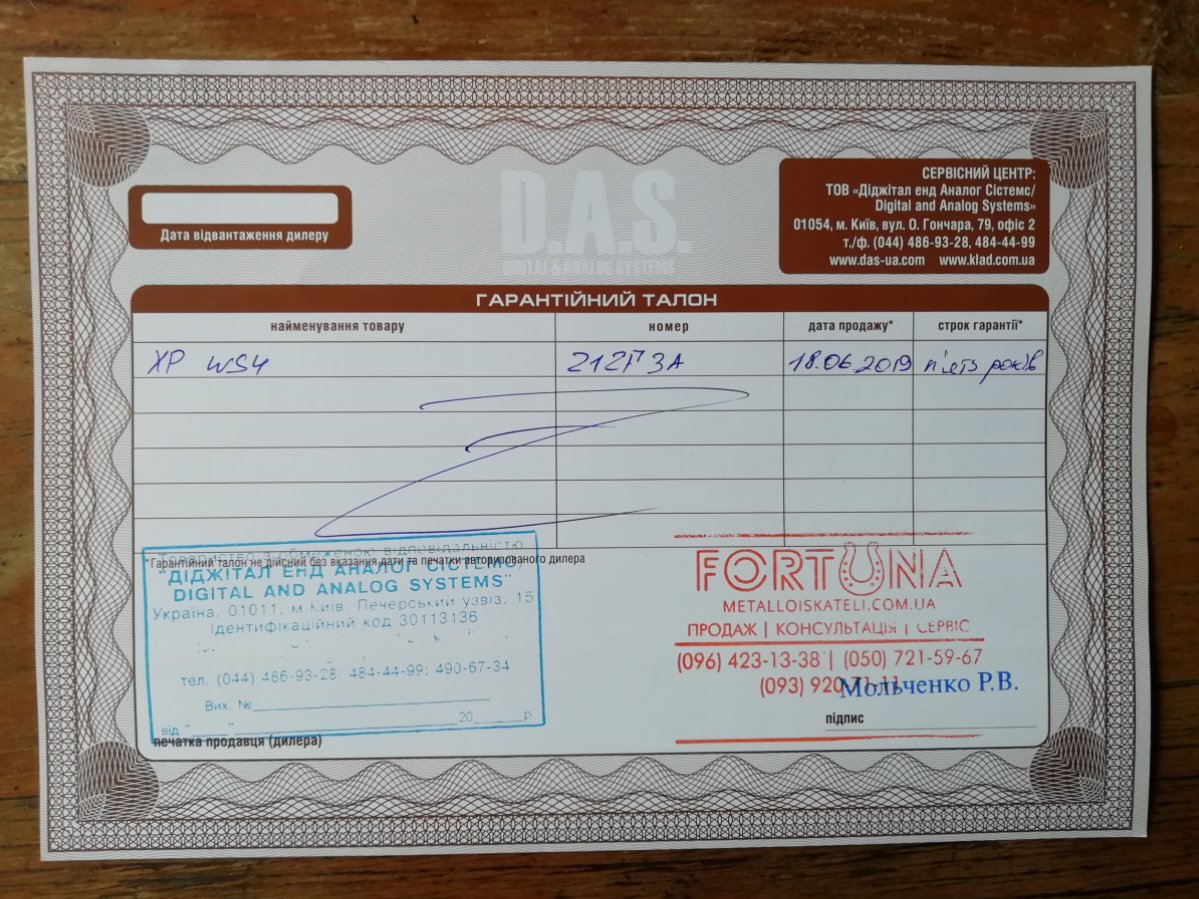 D.A.S.
DIGITAL & ANALOG SYSTEMS
Дата відвантаження дилеру
СЕРВІСНИЙ ЦЕНТР:
ТОВ «Діджітал енд Аналог Сістемс/
Digital and Analog Systems»
01054, м. Київ, вул. О. Гончара, 79, офіс 2
т./ф. (044) 486-93-28, 484-44-99
www.das-ua.com www.klad.com.ua
ГАРАНТІЙНИЙ ТАЛОН
найменування товару номер дата продажу* строк гарантії*
XP WS4 18.06.2019 п'ять років
*Гарантійний талон не дійсний без вказання дати та печатки авторизованого дилера
Товариство з обмеженою відповідальністю
"ДІДЖІТАЛ ЕНД АНАЛОГ СІСТЕМС/
DIGITAL AND ANALOG SYSTEMS"
Україна, 01011, м.Київ, Печерський узвіз, 15
Ідентифікаційний код 30113136
тел. (044) 486-93-28; 484-44-99; 490-67-34
Вих. №
від " " 20 р.
печатка продавця (дилера)
FORTUNA
METALLOISKATELI.COM.UA
ПРОДАЖ | КОНСУЛЬТАЦІЯ | СЕРВІС
(096) 423-13-38 | (050) 721-59-67
(093) 920-71-11
Мольченко Р.В.
підпис